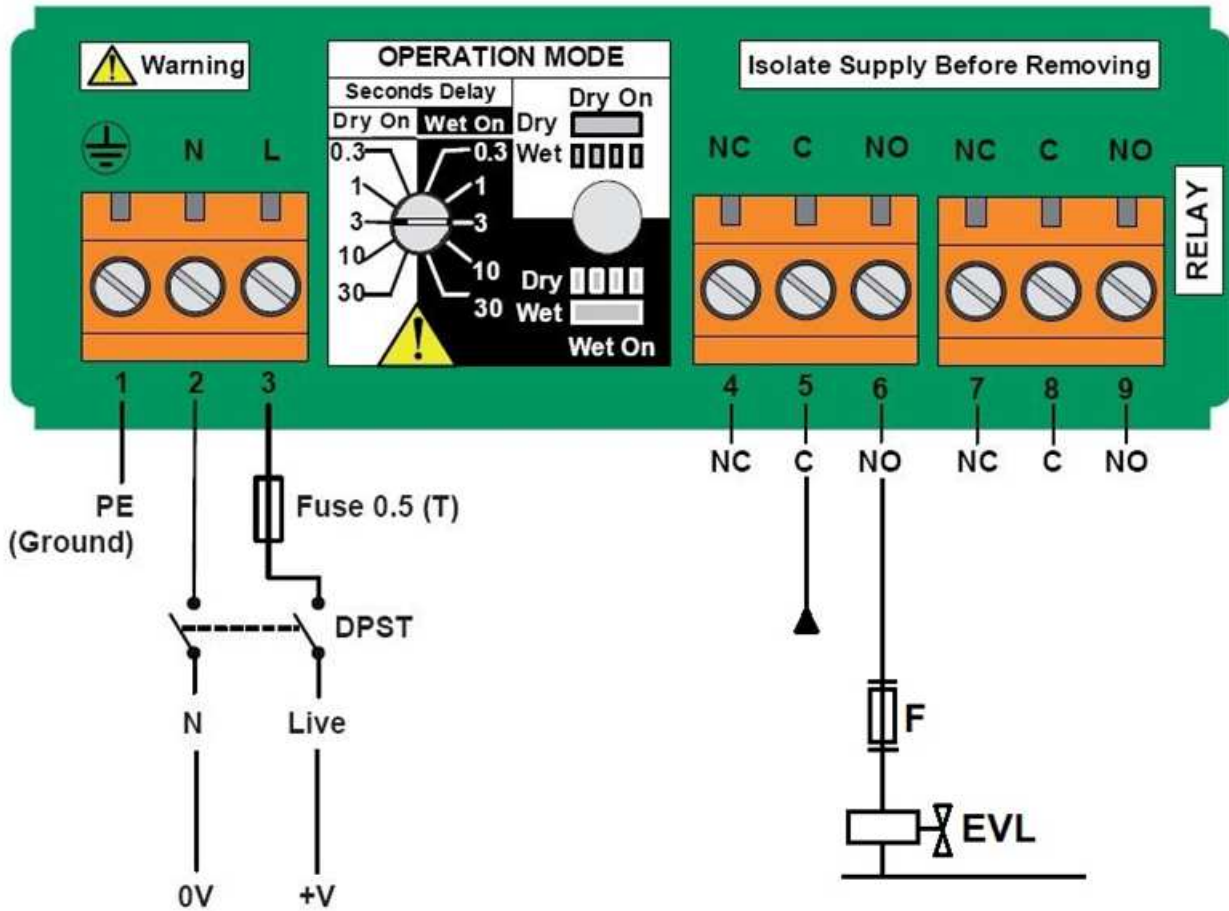 Warning
OPERATION MODE
Isolate Supply Before Removing
Seconds Delay
Dry On
Wet On
0.3
1
3
10
30
0.3
1
3
10
30
Dry On
Dry
Wet
Dry
Wet
Wet On
N L
NC C NO NC C NO
RELAY
1 2 3
4 5 6 7 8 9
NC C NO NC C NO
PE
(Ground)
Fuse 0.5 (T)
DPST
N Live
0V +V
F
EVL